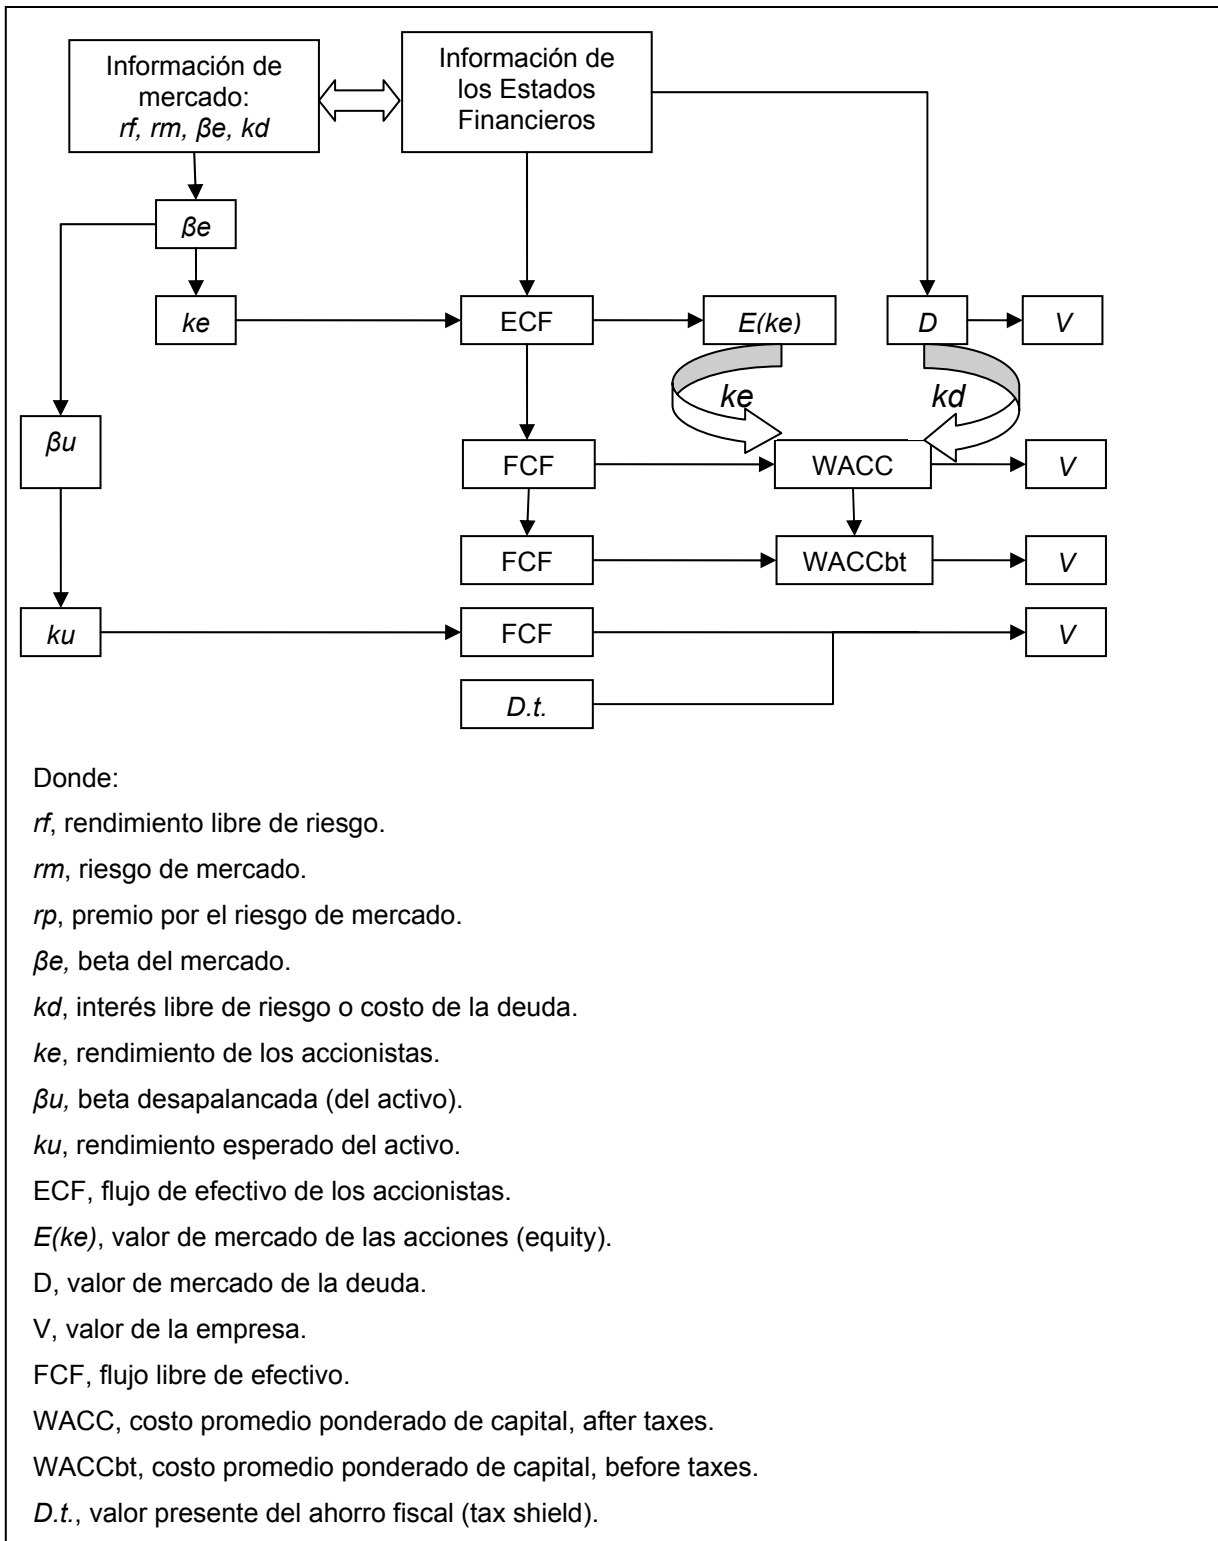 Información de
mercado:
rf, rm, βe, kd
Información de
los Estados
Financieros
βe
ke
ECF
E(ke)
D
V
ke
kd
βu
FCF
WACC
V
FCF
WACCbt
V
ku
FCF
V
D.t.
Donde:
rf, rendimiento libre de riesgo.
rm, riesgo de mercado.
rp, premio por el riesgo de mercado.
βe, beta del mercado.
kd, interés libre de riesgo o costo de la deuda.
ke, rendimiento de los accionistas.
βu, beta desapalancada (del activo).
ku, rendimiento esperado del activo.
ECF, flujo de efectivo de los accionistas.
E(ke), valor de mercado de las acciones (equity).
D, valor de mercado de la deuda.
V, valor de la empresa.
FCF, flujo libre de efectivo.
WACC, costo promedio ponderado de capital, after taxes.
WACCbt, costo promedio ponderado de capital, before taxes.
D.t., valor presente del ahorro fiscal (tax shield).